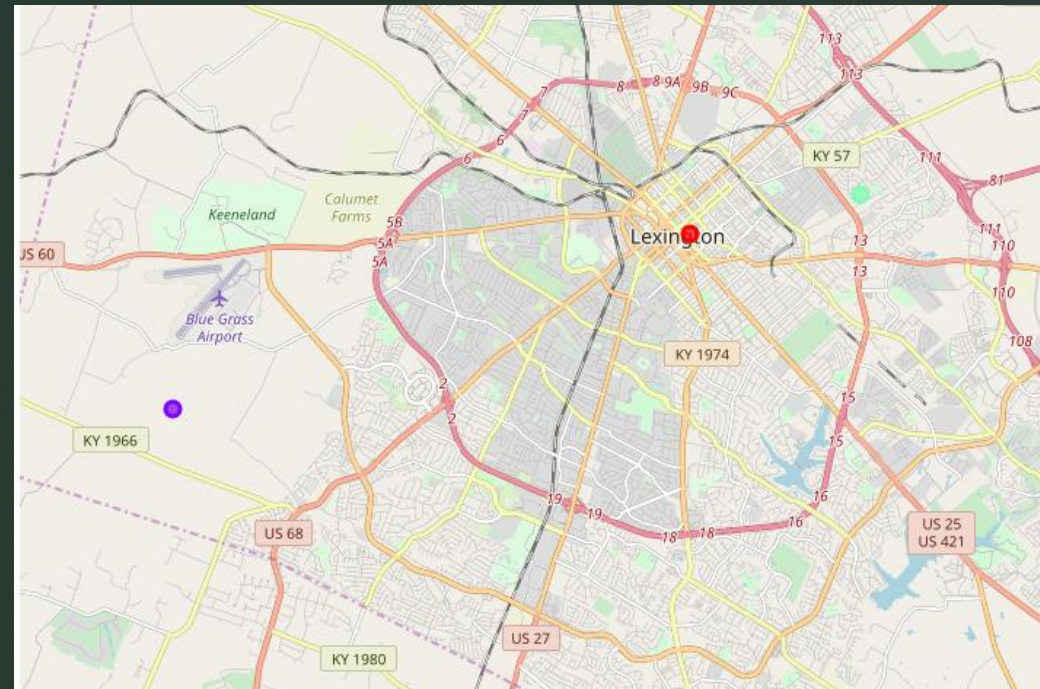 113
113
7
8
8
9A
9B
9C
7
6
6
KY 57
111
81
Keeneland
Calumet
Farms
5B
5A
5A
Lexington
111
110
13
13
110
US 60
Blue Grass
Airport
108
KY 1974
2
2
15
15
KY 1966
19
19
18
18
16
16
US 68
US 25
US 421
US 27
KY 1980